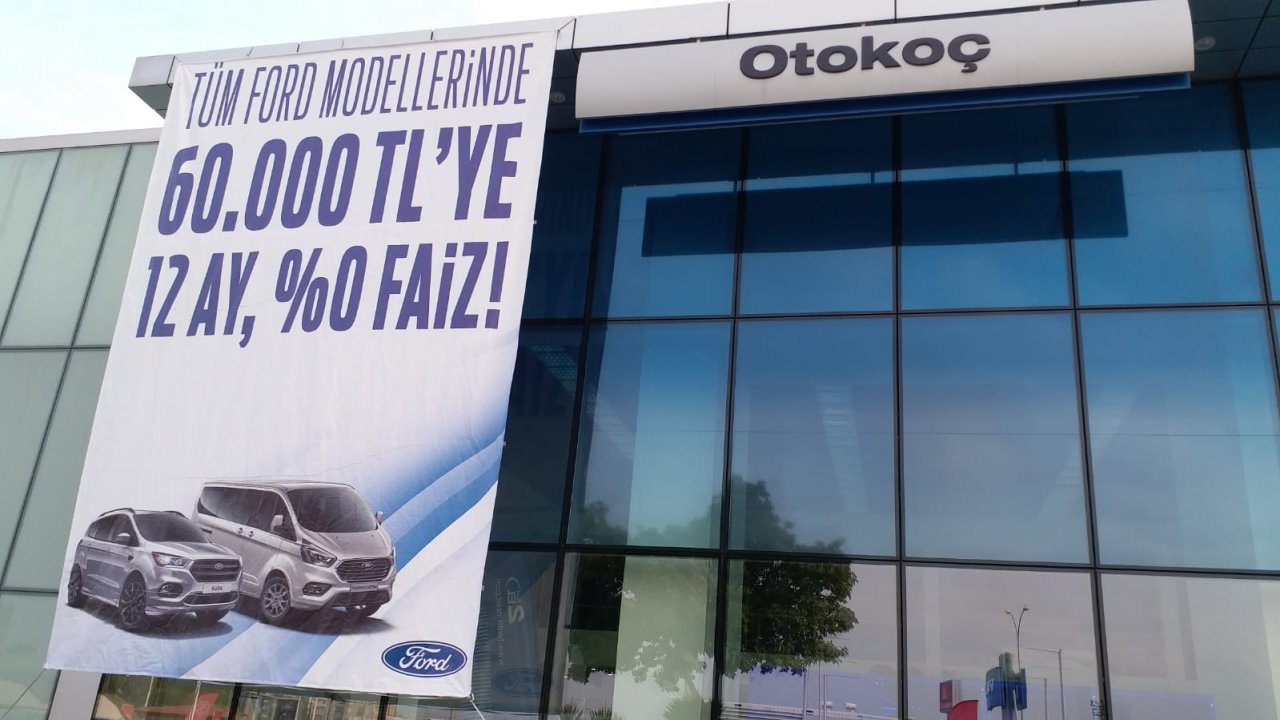 TÜM FORD MODELLERİNDE
60.000 TL'YE
12 AY, %0 FAİZ!
Ford
Otokoç